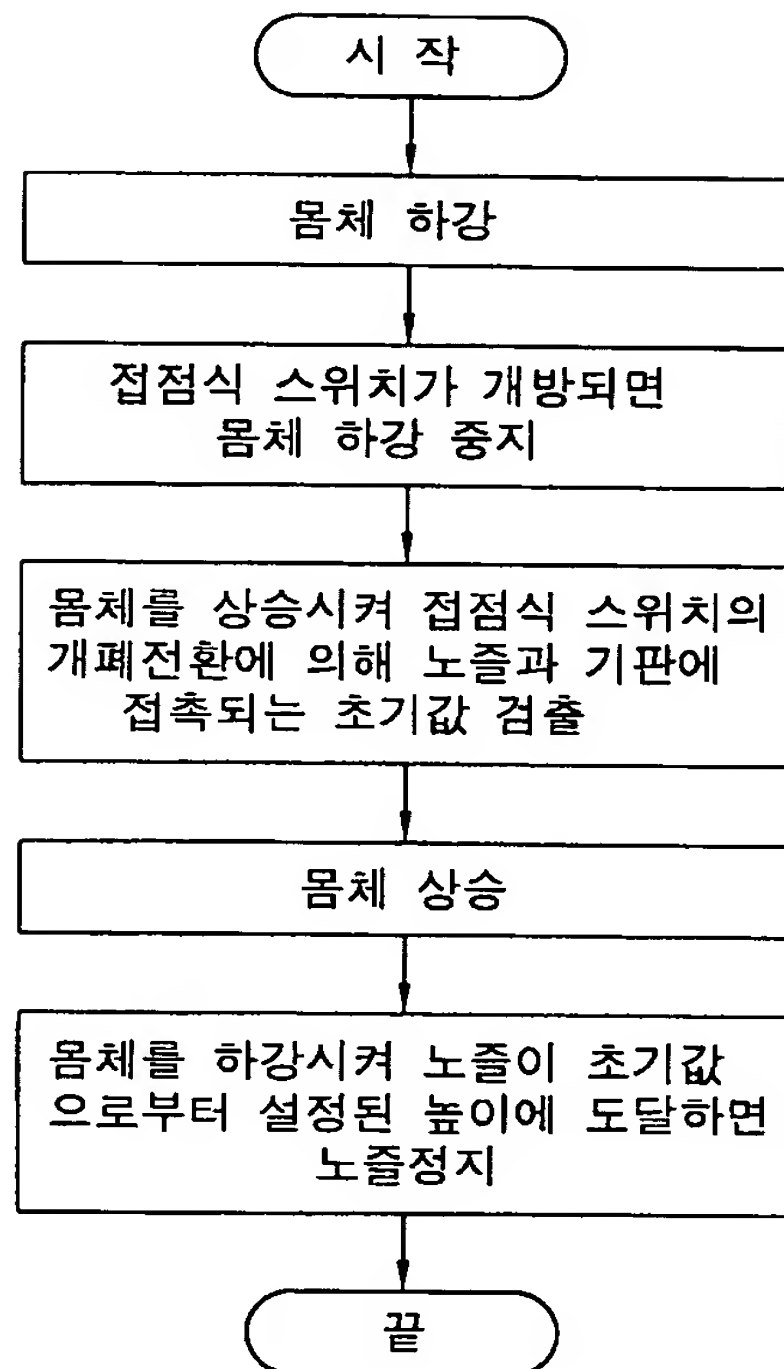 시 작
몸체 하강
접점식 스위치가 개방되면
몸체 하강 중지
몸체를 상승시켜 접점식 스위치의
개폐전환에 의해 노즐과 기판에
접촉되는 초기값 검출
몸체 상승
몸체를 하강시켜 노즐이 초기값
으로부터 설정된 높이에 도달하면
노즐정지
끝